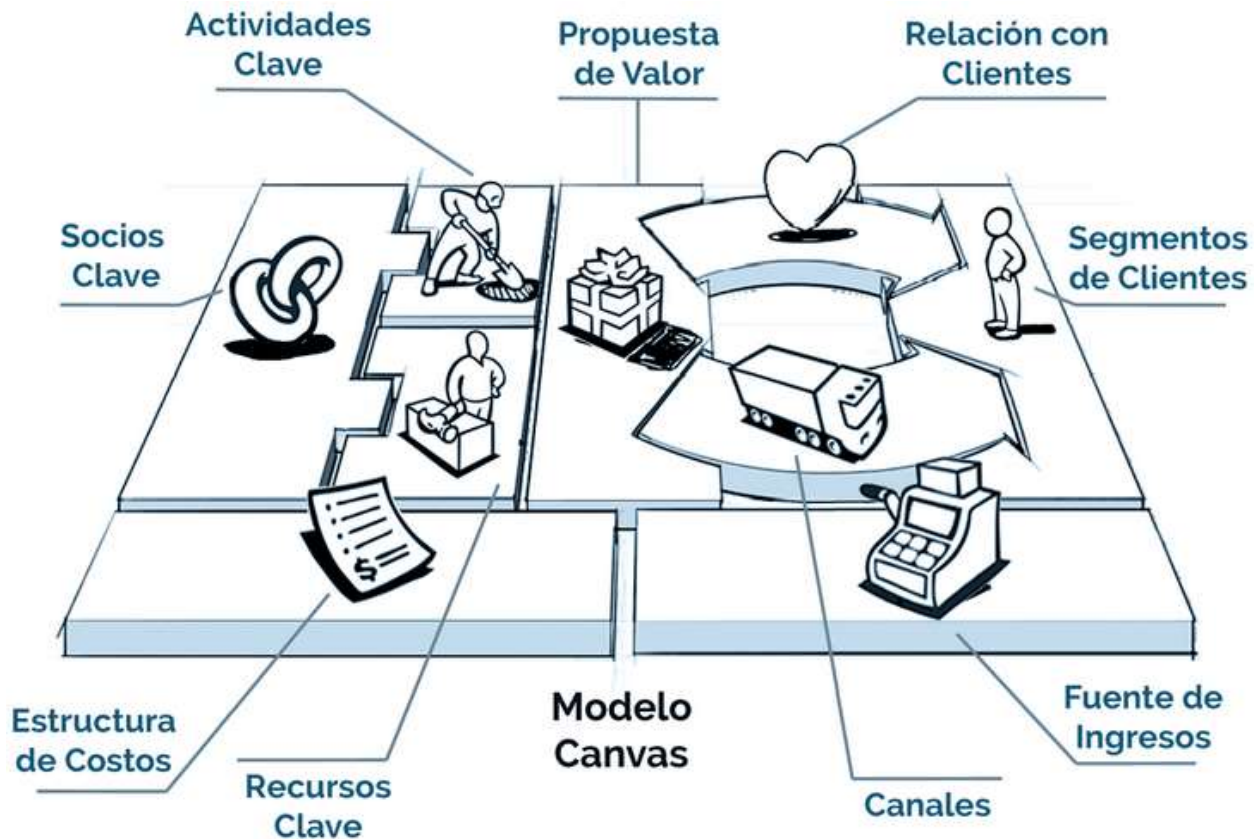 Actividades
Clave
Propuesta
de Valor
Relación con
Clientes
Socios
Clave
Segmentos
de Clientes
Estructura
de Costos
Recursos
Clave
Modelo
Canvas
Fuente de
Ingresos
Canales